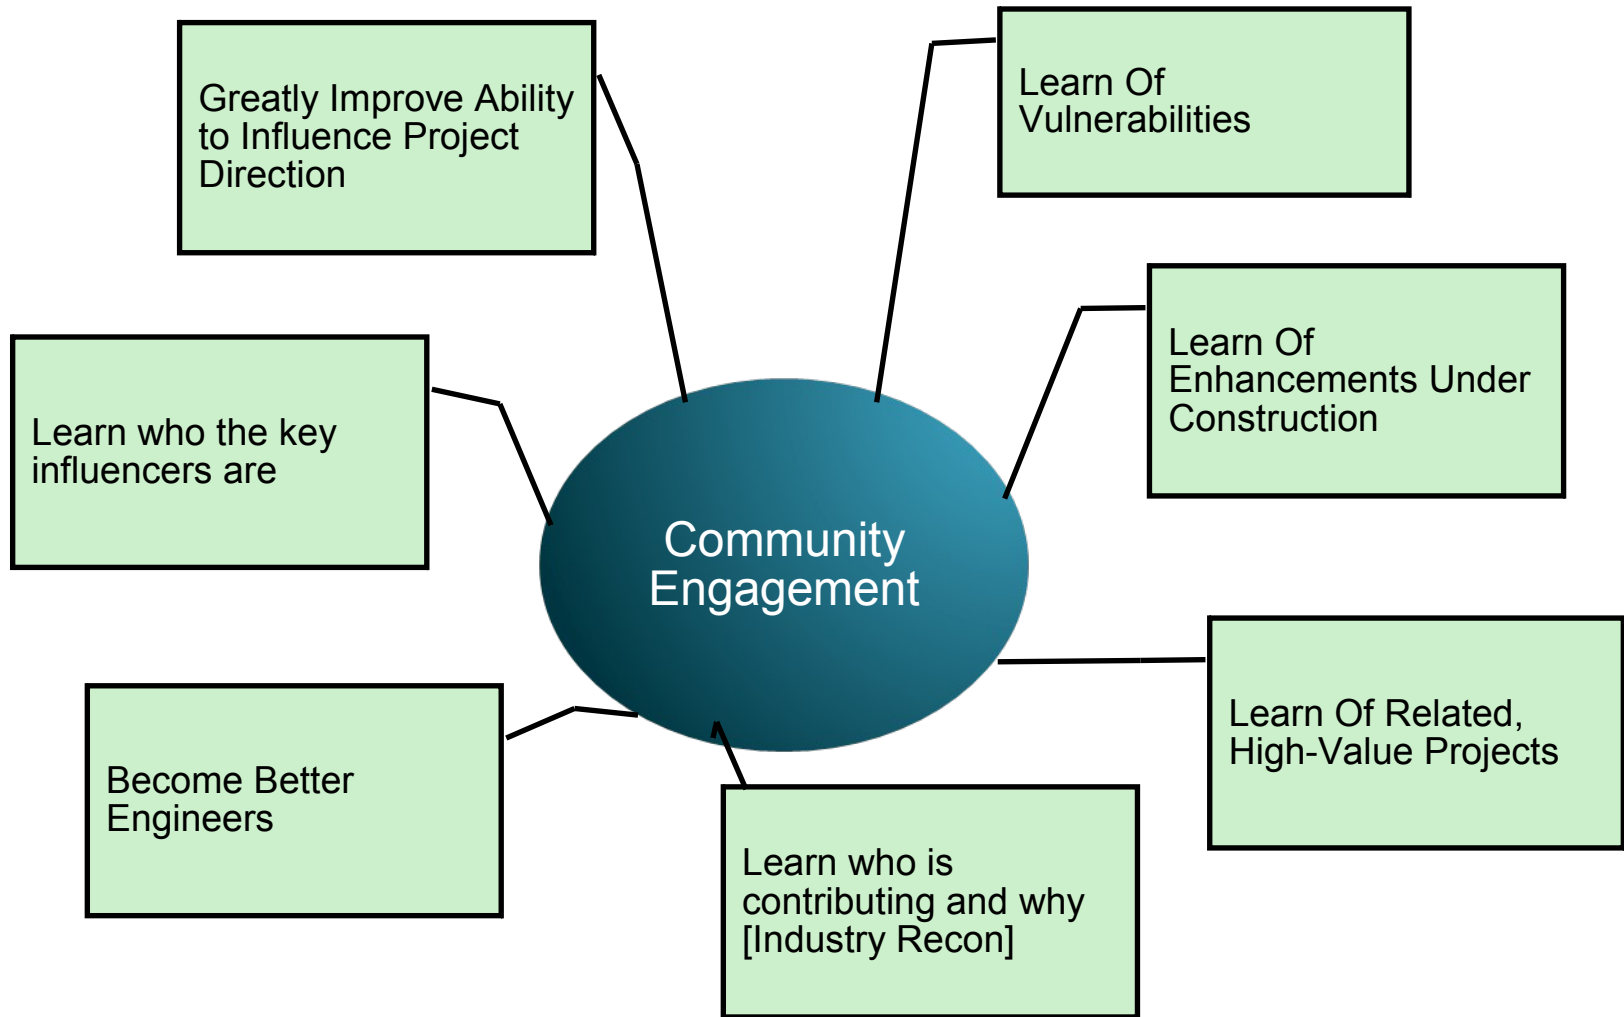 Greatly Improve Ability
to Influence Project
Direction
Learn Of
Vulnerabilities
Learn Of
Enhancements Under
Construction
Learn who the key
influencers are
Community
Engagement
Learn Of Related,
High-Value Projects
Become Better
Engineers
Learn who is
contributing and why
[Industry Recon]